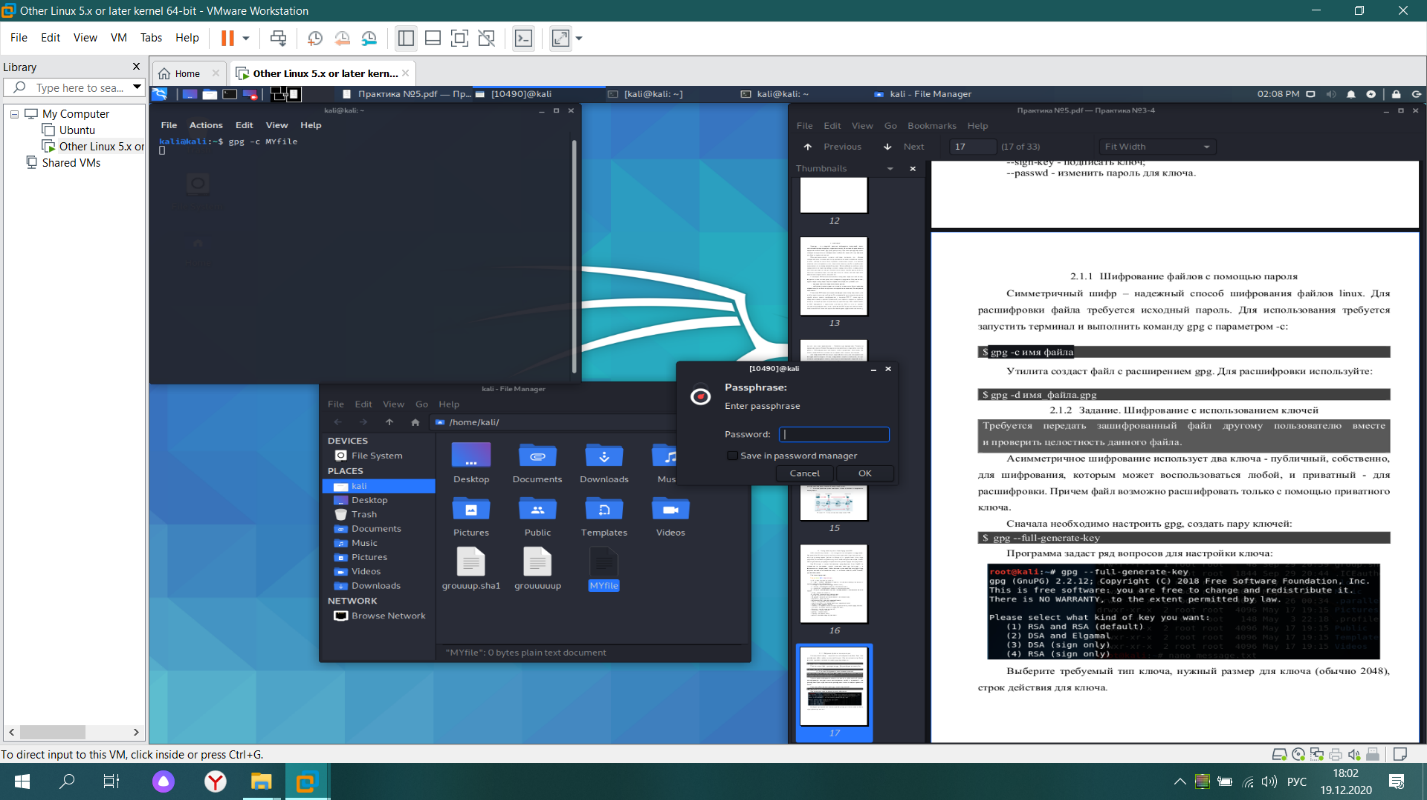 Other Linux 5.x or later kernel 64-bit - VMware Workstation
File Edit View VM Tabs Help
Library
Type here to sea...
My Computer
Ubuntu
Other Linux 5.x or
Shared VMs
Home
Other Linux 5.x or later kern...
Практика №5.pdf — Пр...
[10490]@kali
[kali@kali: ~]
kali@kali: ~
kali - File Manager
02:08 PM
kali@kali: ~
File Actions Edit View Help
kali@kali:~$ gpg -c MYfile
kali - File Manager
File Edit View Go Help
/home/kali/
DEVICES
File System
PLACES
kali
Desktop
Trash
Documents
Music
Pictures
Videos
Downloads
NETWORK
Browse Network
Desktop Documents Downloads Mus
Pictures Public Templates Videos
grouuup.sha1 grouuuup MYfile
"MYfile": 0 bytes plain text document
[10490]@kali
Passphrase:
Enter passphrase
Password:
Save in password manager
Cancel OK
Практика №5.pdf — Практика №3-4
File Edit View Go Bookmarks Help
Previous Next 17 (17 of 33) Fit Width
Thumbnails
12
13
15
16
17
--sign-key - подписать ключ;
--passwd - изменить пароль для ключа.
2.1.1 Шифрование файлов с помощью пароля
Симметричный шифр – надежный способ шифрования файлов linux. Для
расшифровки файла требуется исходный пароль. Для использования требуется
запустить терминал и выполнить команду gpg с параметром -c:
$ gpg -c имя файла
Утилита создаст файл с расширением gpg. Для расшифровки используйте:
$ gpg -d имя_файла.gpg
2.1.2 Задание. Шифрование с использованием ключей
Требуется передать зашифрованный файл другому пользователю вместе
и проверить целостность данного файла.
Асимметричное шифрование использует два ключа - публичный, собственно,
для шифрования, которым может воспользоваться любой, и приватный - для
расшифровки. Причем файл возможно расшифровать только с помощью приватного
ключа.
Сначала необходимо настроить gpg, создать пару ключей:
$ gpg --full-generate-key
Программа задаст ряд вопросов для настройки ключа:
root@kali:~# gpg --full-generate-key
gpg (GnuPG) 2.2.12; Copyright (C) 2018 Free Software Foundation, Inc.
This is free software: you are free to change and redistribute it.
There is NO WARRANTY, to the extent permitted by law.
Please select what kind of key you want:
(1) RSA and RSA (default)
(2) DSA and Elgamal
(3) DSA (sign only)
(4) RSA (sign only)
Выберите требуемый тип ключа, нужный размер для ключа (обычно 2048),
строк действия для ключа.
To direct input to this VM, click inside or press Ctrl+G.
РУС
18:02
19.12.2020